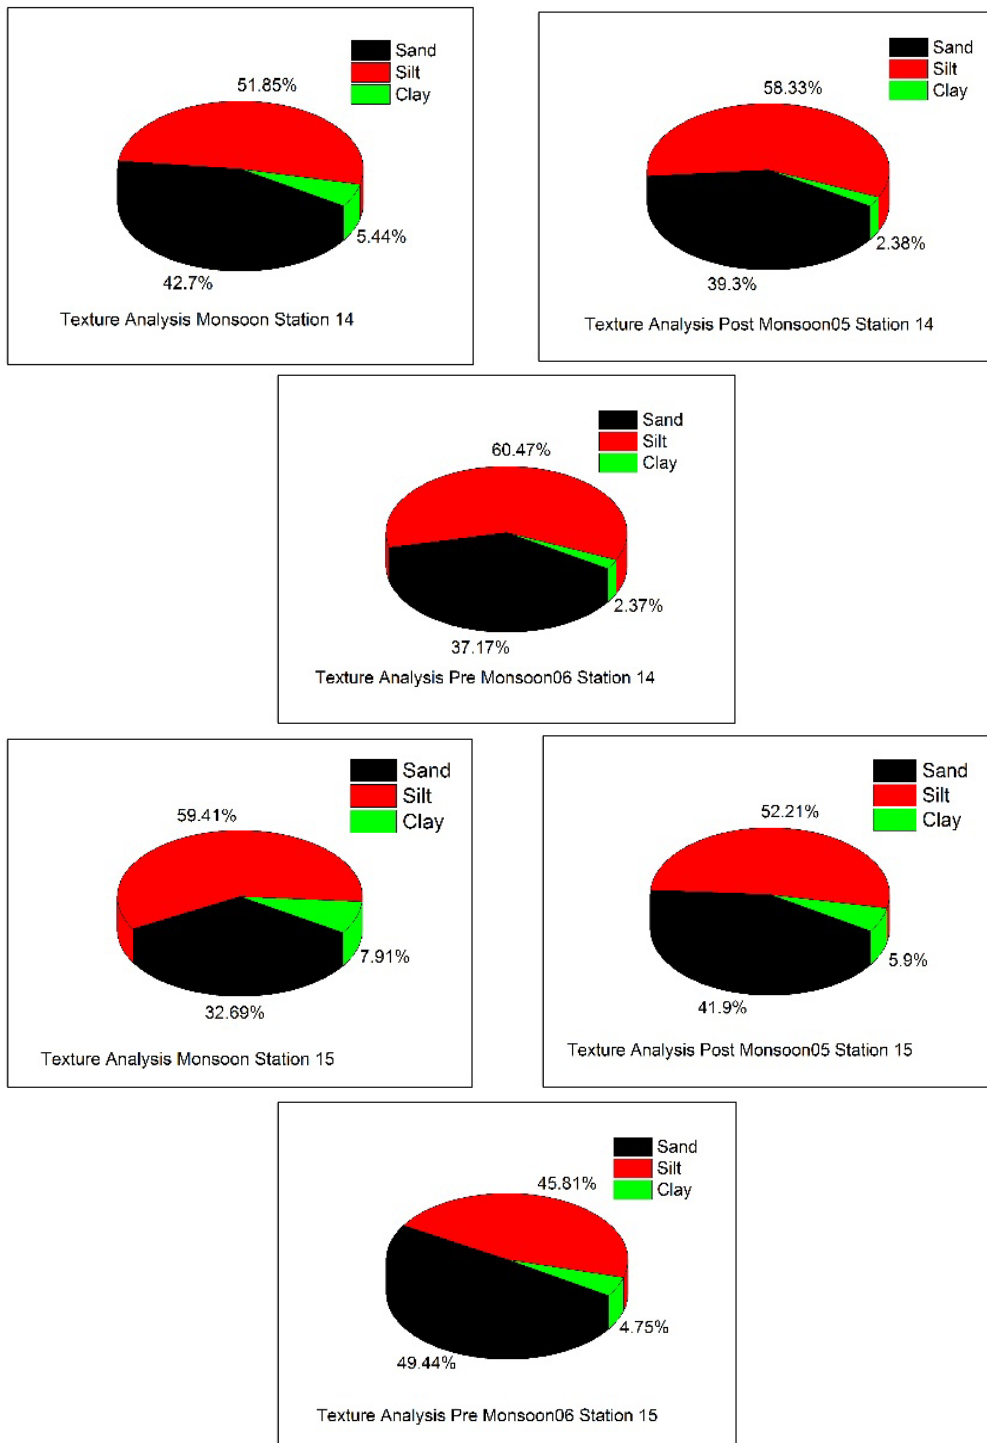 Sand
Silt
Clay
51.85%
5.44%
42.7%
Texture Analysis Monsoon Station 14
Sand
Silt
Clay
58.33%
2.38%
39.3%
Texture Analysis Post Monsoon05 Station 14
Sand
Silt
Clay
60.47%
2.37%
37.17%
Texture Analysis Pre Monsoon06 Station 14
Sand
Silt
Clay
59.41%
7.91%
32.69%
Texture Analysis Monsoon Station 15
Sand
Silt
Clay
52.21%
5.9%
41.9%
Texture Analysis Post Monsoon05 Station 15
Sand
Silt
Clay
45.81%
4.75%
49.44%
Texture Analysis Pre Monsoon06 Station 15